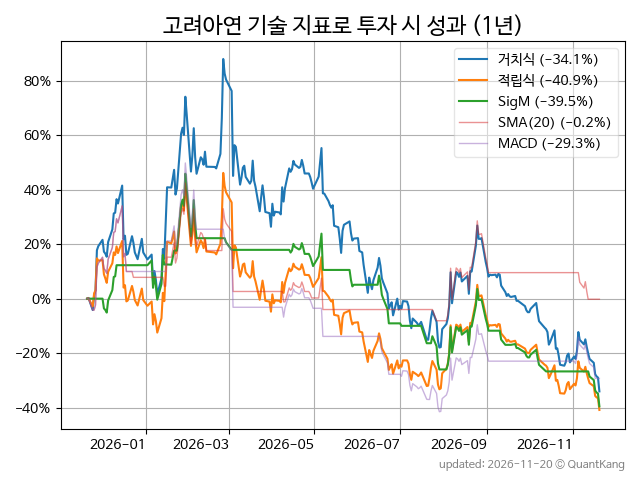 고려아연 기술 지표로 투자 시 성과 (1년)
거치식 (−34.1%)
적립식 (−40.9%)
SigM (−39.5%)
SMA(20) (−0.2%)
MACD (−29.3%)
80%
60%
40%
20%
0%
−20%
−40%
2026-01 2026-03 2026-05 2026-07 2026-09 2026-11
updated: 2026-11-20 © QuantKang